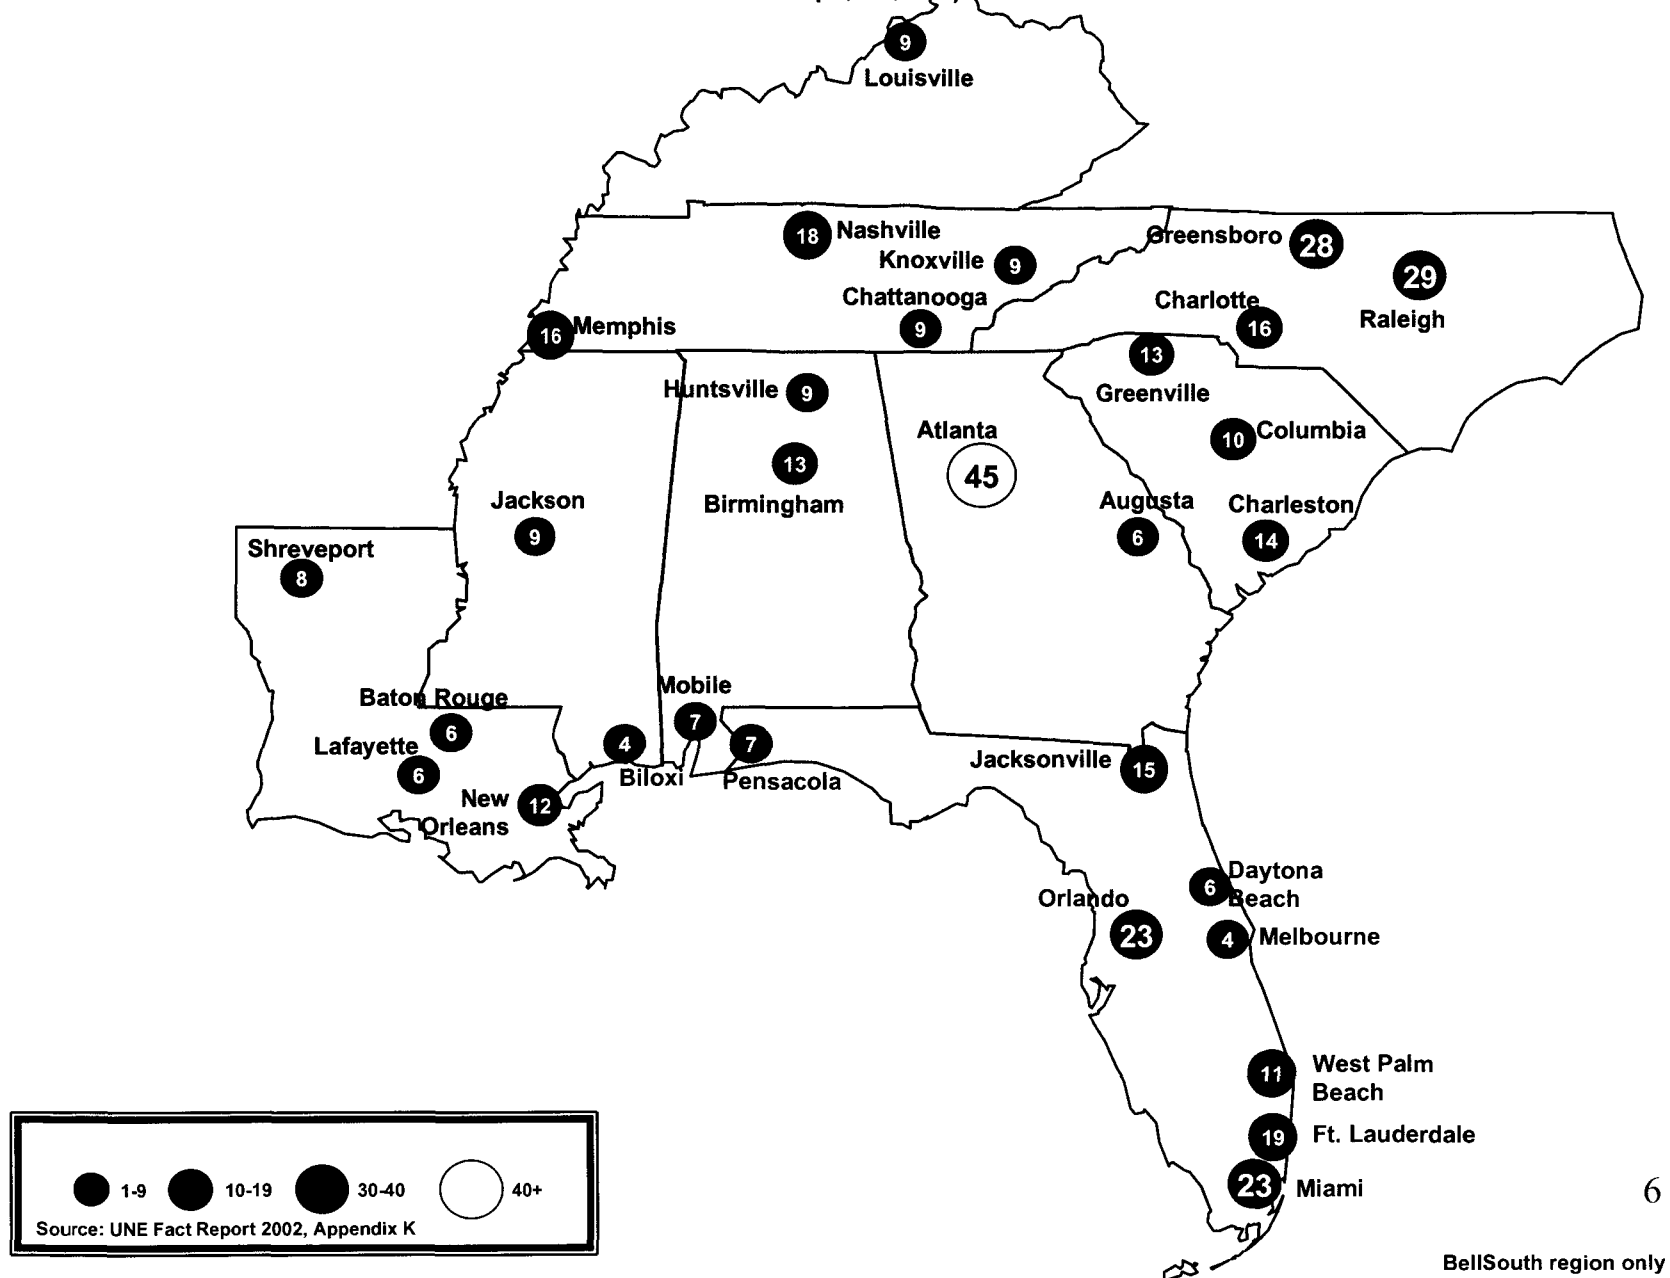 9
Louisville
18 Nashville
Knoxville 9
Chattanooga
9
16 Memphis
Greensboro 28
29
Raleigh
Charlotte
16
13
Greenville
Huntsville 9
13
Birmingham
Atlanta
45
10 Columbia
Augusta
6
Charleston
14
Jackson
9
Shreveport
8
Baton Rouge
6
Lafayette
6
New
Orleans
12
4
Biloxi
Mobile
7
7
Pensacola
Jacksonville 15
Daytona
Beach
6
Orlando
23
4 Melbourne
11 West Palm
Beach
19 Ft. Lauderdale
23 Miami
1-9 10-19 30-40 40+
Source: UNE Fact Report 2002, Appendix K
6
BellSouth region only